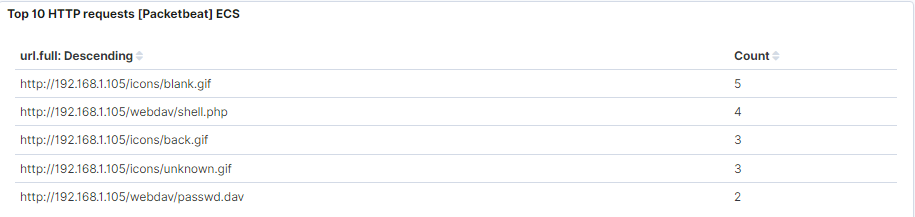 Top 10 HTTP requests [Packetbeat] ECS
url.full: Descending Count
http://192.168.1.105/icons/blank.gif 5
http://192.168.1.105/webdav/shell.php 4
http://192.168.1.105/icons/back.gif 3
http://192.168.1.105/icons/unknown.gif 3
http://192.168.1.105/webdav/passwd.dav 2